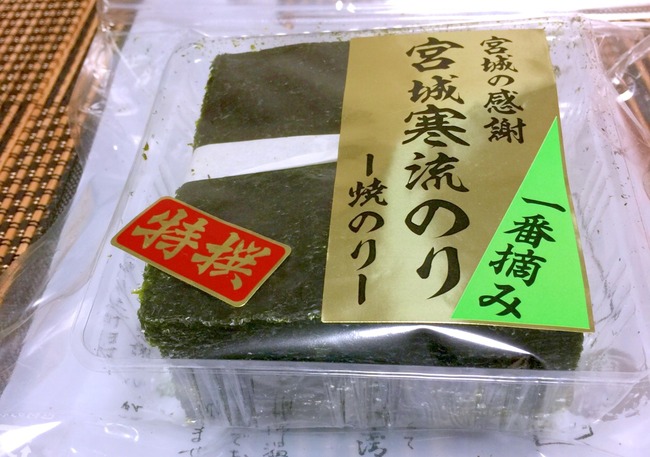 宮城の感謝
宮城寒流のり
ー焼のりー
一番摘み
特撰